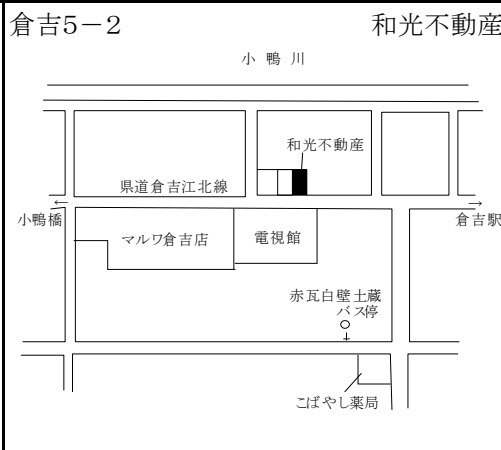 倉吉5－2 和光不動産
小鴨川
和光不動産
県道倉吉江北線
← →
小鴨橋 倉吉駅
マルワ倉吉店 電視館
赤瓦白壁土蔵
バス停
こばやし薬局